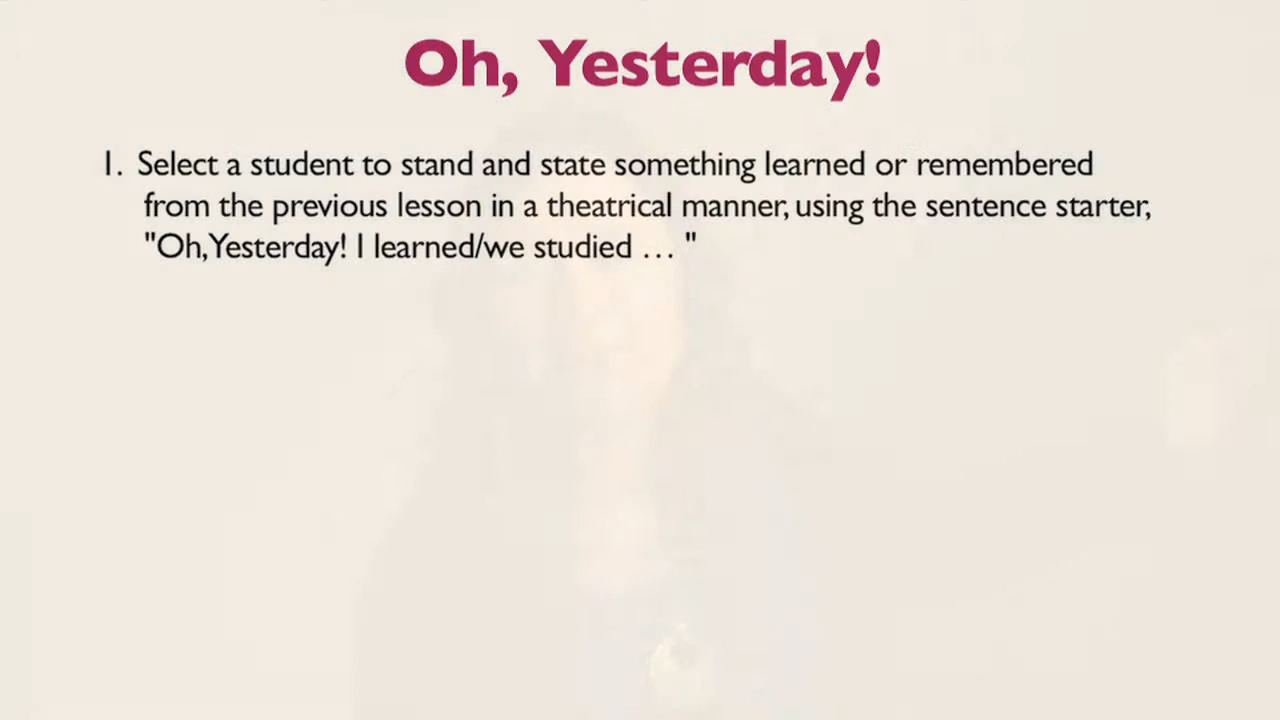 Oh, Yesterday!
1. Select a student to stand and state something learned or remembered
from the previous lesson in a theatrical manner, using the sentence starter,
"Oh, Yesterday! I learned/we studied … "